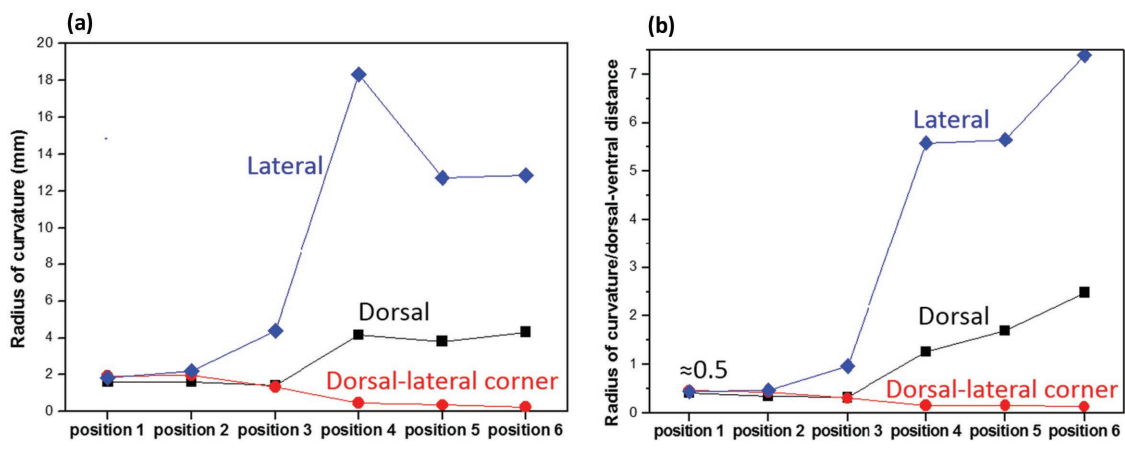 (a)
20
18
16
14
12
10
8
6
4
2
0
Radius of curvature (mm)
Lateral
Dorsal
Dorsal-lateral corner
position 1 position 2 position 3 position 4 position 5 position 6
(b)
7
6
5
4
3
2
1
0
Radius of curvature/dorsal-ventral distance
Lateral
Dorsal
≈0.5
Dorsal-lateral corner
position 1 position 2 position 3 position 4 position 5 position 6